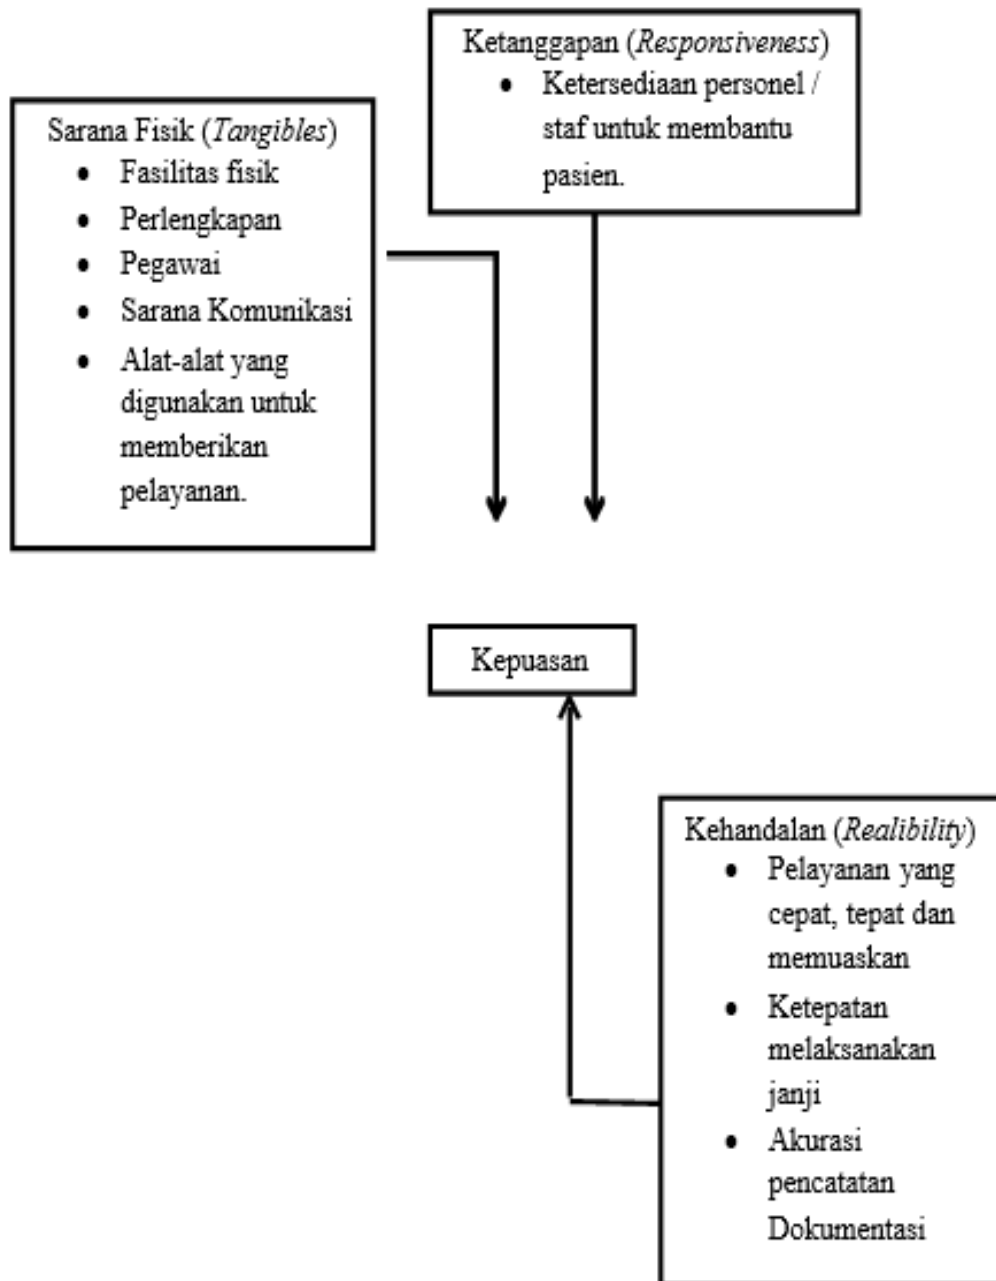 Ketanggapan (Responsiveness)
• Ketersediaan personel /
staf untuk membantu
pasien.
Sarana Fisik (Tangibles)
• Fasilitas fisik
• Perlengkapan
• Pegawai
• Sarana Komunikasi
• Alat-alat yang
digunakan untuk
memberikan
pelayanan.
Kepuasan
Kehandalan (Realibility)
• Pelayanan yang
cepat, tepat dan
memuaskan
• Ketepatan
melaksanakan
janji
• Akurasi
pencatatan
Dokumentasi